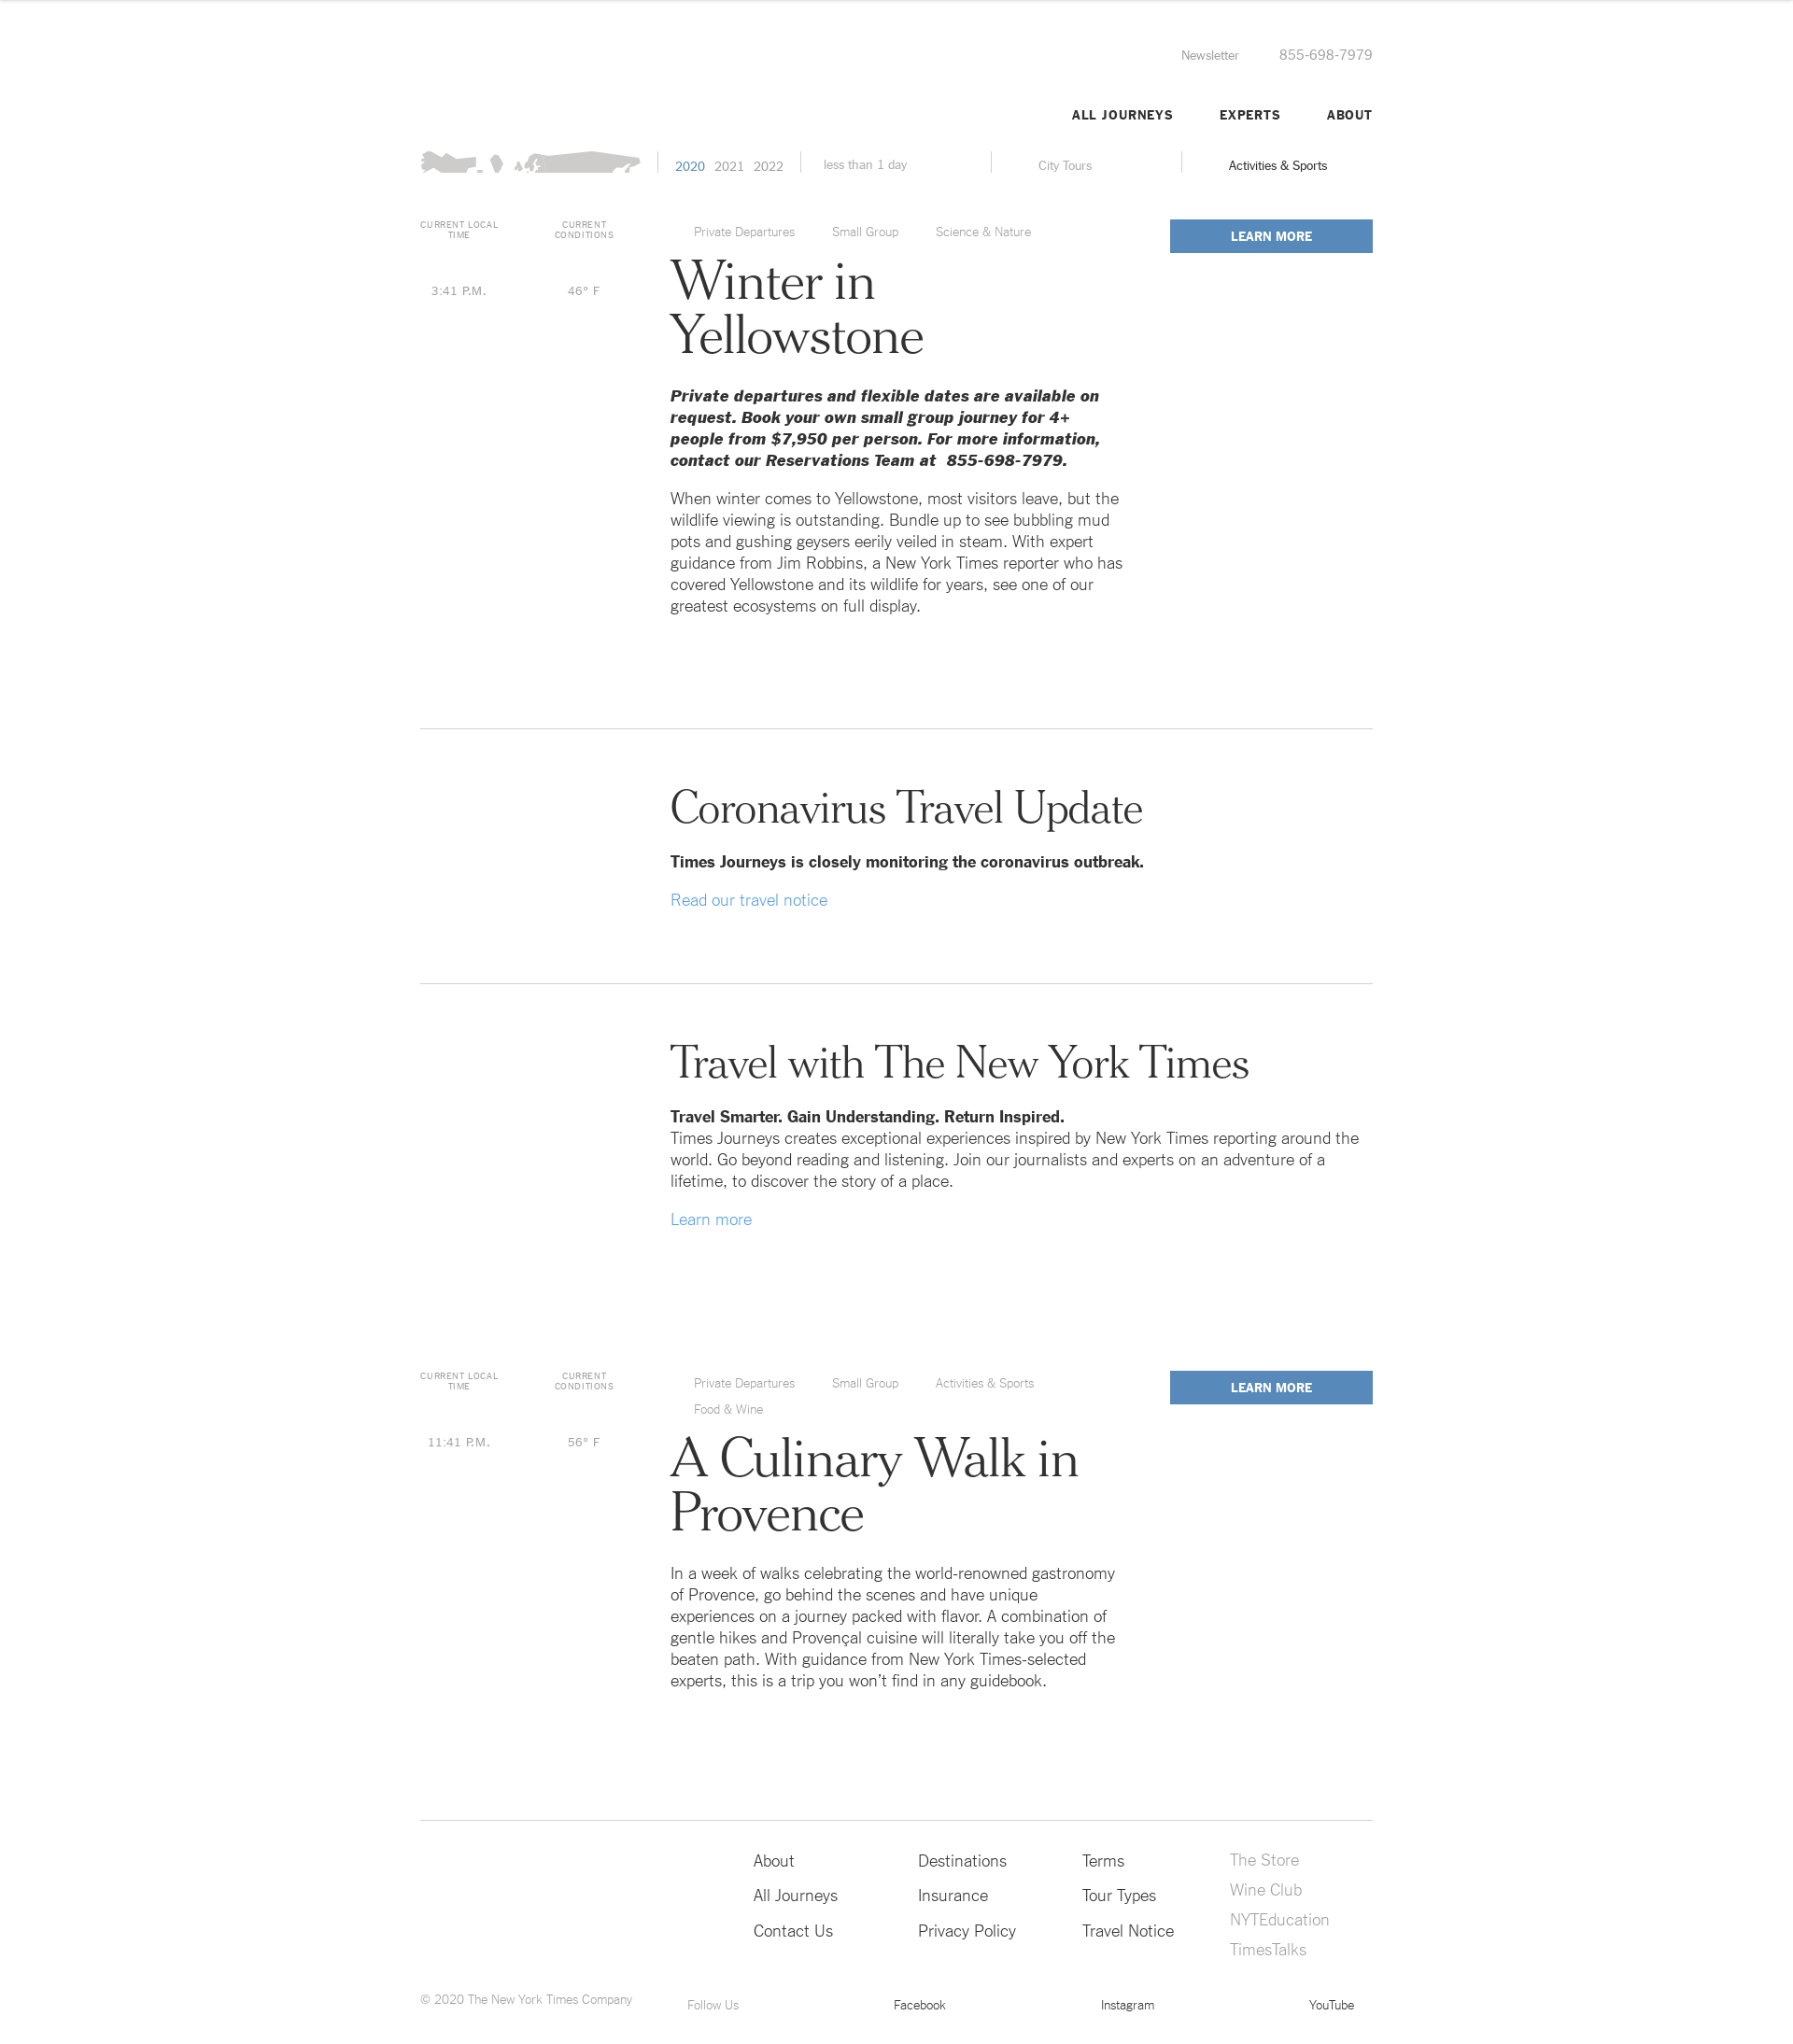 Newsletter 855-698-7979
ALL JOURNEYS EXPERTS ABOUT
2020 2021 2022 less than 1 day City Tours Activities & Sports
CURRENT LOCAL
TIME
CURRENT
CONDITIONS
3:41 P.M. 46° F
Private Departures Small Group Science & Nature
LEARN MORE
Winter in
Yellowstone
Private departures and flexible dates are available on
request. Book your own small group journey for 4+
people from $7,950 per person. For more information,
contact our Reservations Team at  855-698-7979.
When winter comes to Yellowstone, most visitors leave, but the
wildlife viewing is outstanding. Bundle up to see bubbling mud
pots and gushing geysers eerily veiled in steam. With expert
guidance from Jim Robbins, a New York Times reporter who has
covered Yellowstone and its wildlife for years, see one of our
greatest ecosystems on full display.
Coronavirus Travel Update
Times Journeys is closely monitoring the coronavirus outbreak.
Read our travel notice
Travel with The New York Times
Travel Smarter. Gain Understanding. Return Inspired.
Times Journeys creates exceptional experiences inspired by New York Times reporting around the
world. Go beyond reading and listening. Join our journalists and experts on an adventure of a
lifetime, to discover the story of a place.
Learn more
CURRENT LOCAL
TIME
CURRENT
CONDITIONS
11:41 P.M. 56° F
Private Departures Small Group Activities & Sports
Food & Wine
LEARN MORE
A Culinary Walk in
Provence
In a week of walks celebrating the world-renowned gastronomy
of Provence, go behind the scenes and have unique
experiences on a journey packed with flavor. A combination of
gentle hikes and Provençal cuisine will literally take you off the
beaten path. With guidance from New York Times-selected
experts, this is a trip you won’t find in any guidebook.
About
All Journeys
Contact Us
Destinations
Insurance
Privacy Policy
Terms
Tour Types
Travel Notice
The Store
Wine Club
NYTEducation
TimesTalks
© 2020 The New York Times Company
Follow Us Facebook Instagram YouTube